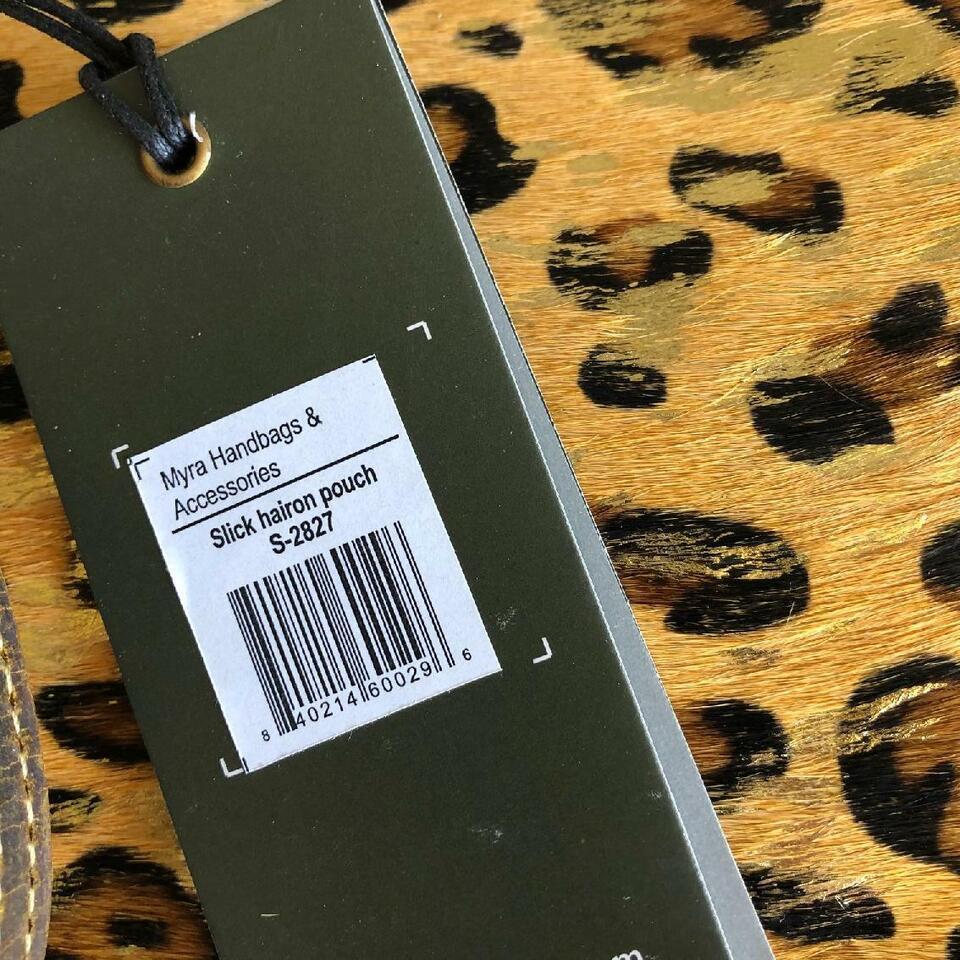 Myra Handbags &
Accessories
Slick hairon pouch
S-2827
8 40214 60029 6
m